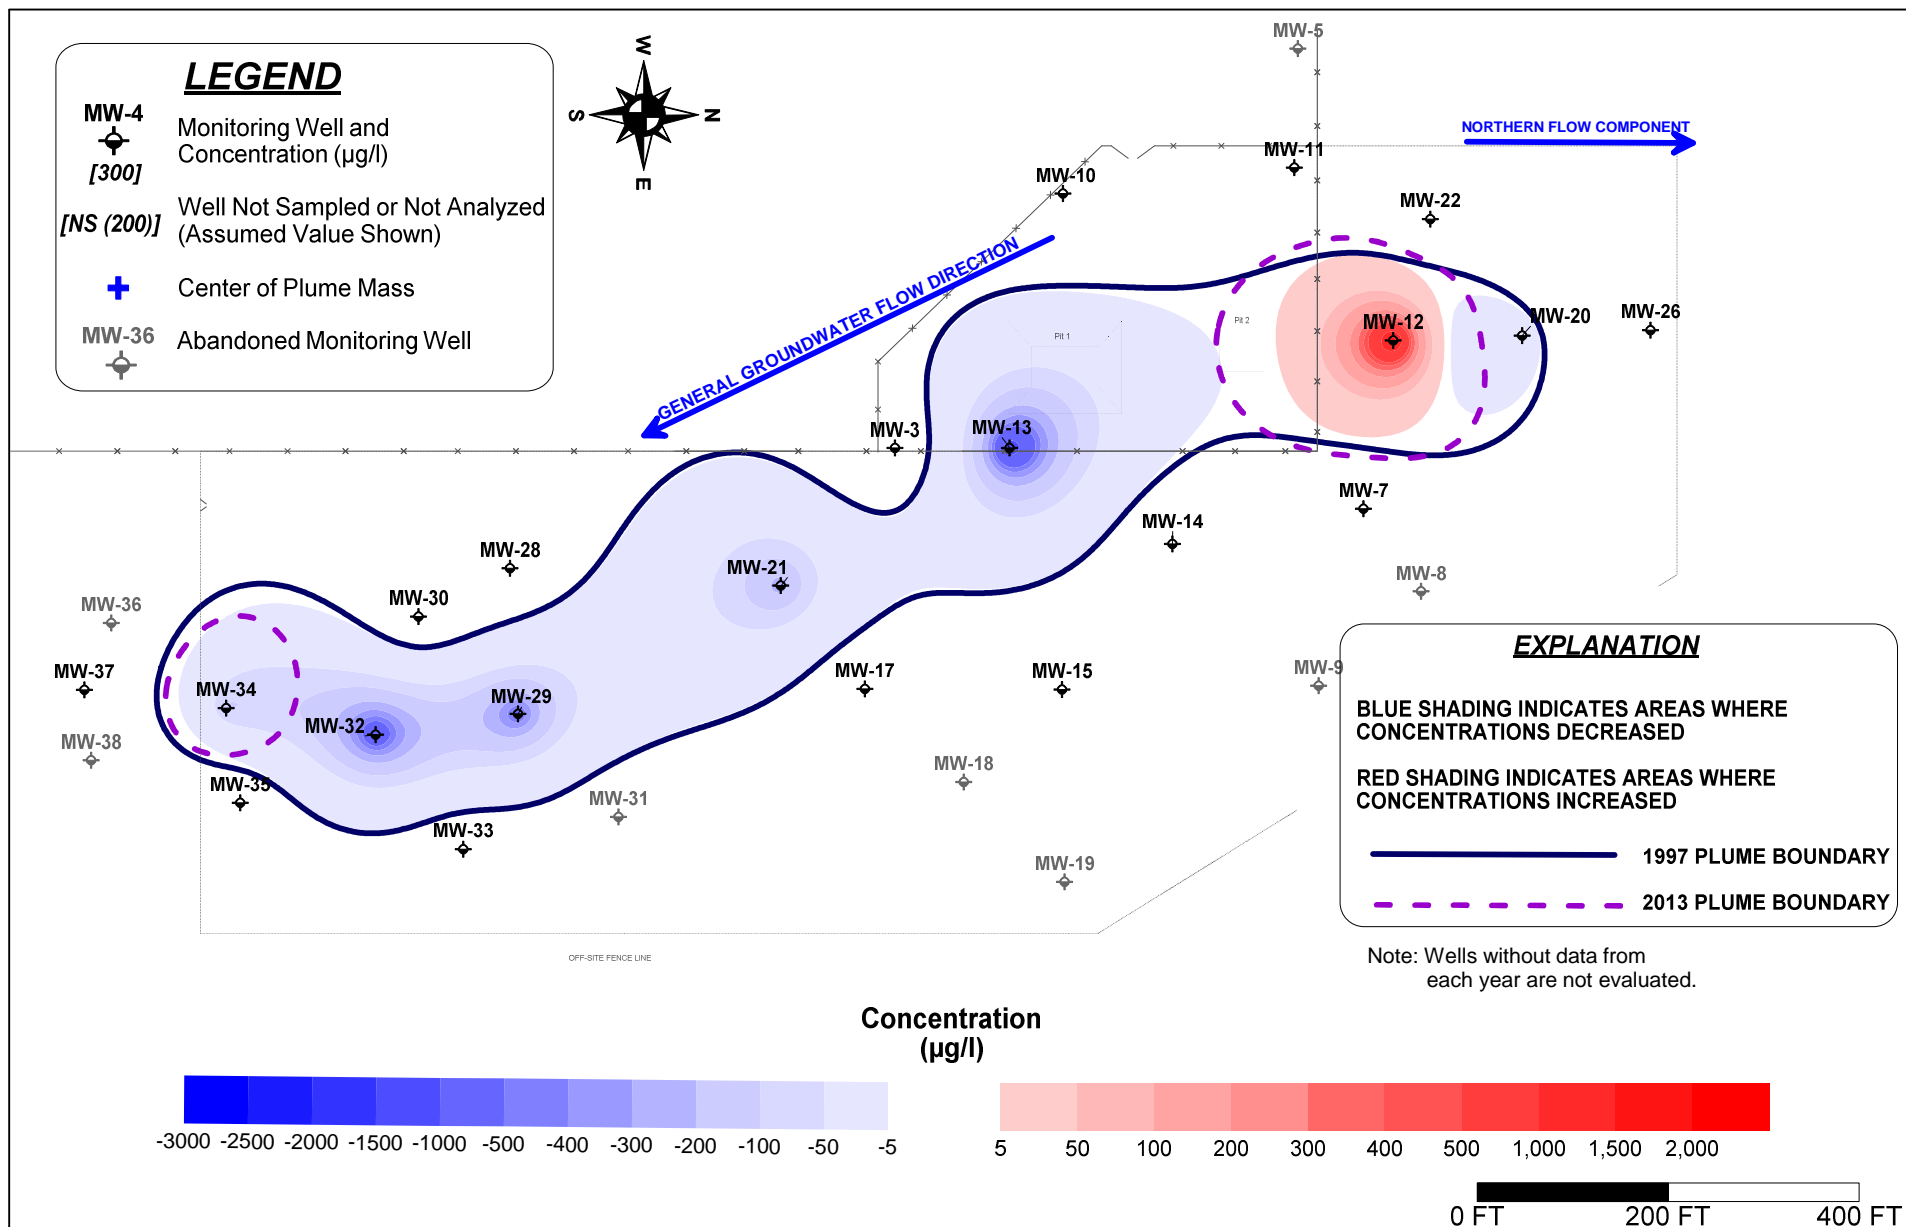 LEGEND
MW-4
[300]
Monitoring Well and
Concentration (µg/l)
[NS (200)]
Well Not Sampled or Not Analyzed
(Assumed Value Shown)
Center of Plume Mass
MW-36
Abandoned Monitoring Well
W
S
N
E
MW-5
NORTHERN FLOW COMPONENT
MW-11
MW-10
MW-22
GENERAL GROUNDWATER FLOW DIRECTION
Pit 1
Pit 2
MW-12
MW-20
MW-26
MW-3
MW-13
MW-7
MW-14
MW-28
MW-21
MW-8
MW-36
MW-30
MW-37
MW-34
MW-29
MW-17
MW-15
MW-9
MW-32
MW-38
MW-35
MW-31
MW-18
MW-33
MW-19
OFF-SITE FENCE LINE
EXPLANATION
BLUE SHADING INDICATES AREAS WHERE
CONCENTRATIONS DECREASED
RED SHADING INDICATES AREAS WHERE
CONCENTRATIONS INCREASED
1997 PLUME BOUNDARY
2013 PLUME BOUNDARY
Note: Wells without data from
each year are not evaluated.
Concentration
(µg/l)
-3000 -2500 -2000 -1500 -1000 -500 -400 -300 -200 -100 -50 -5
5 50 100 200 300 400 500 1,000 1,500 2,000
0 FT 200 FT 400 FT